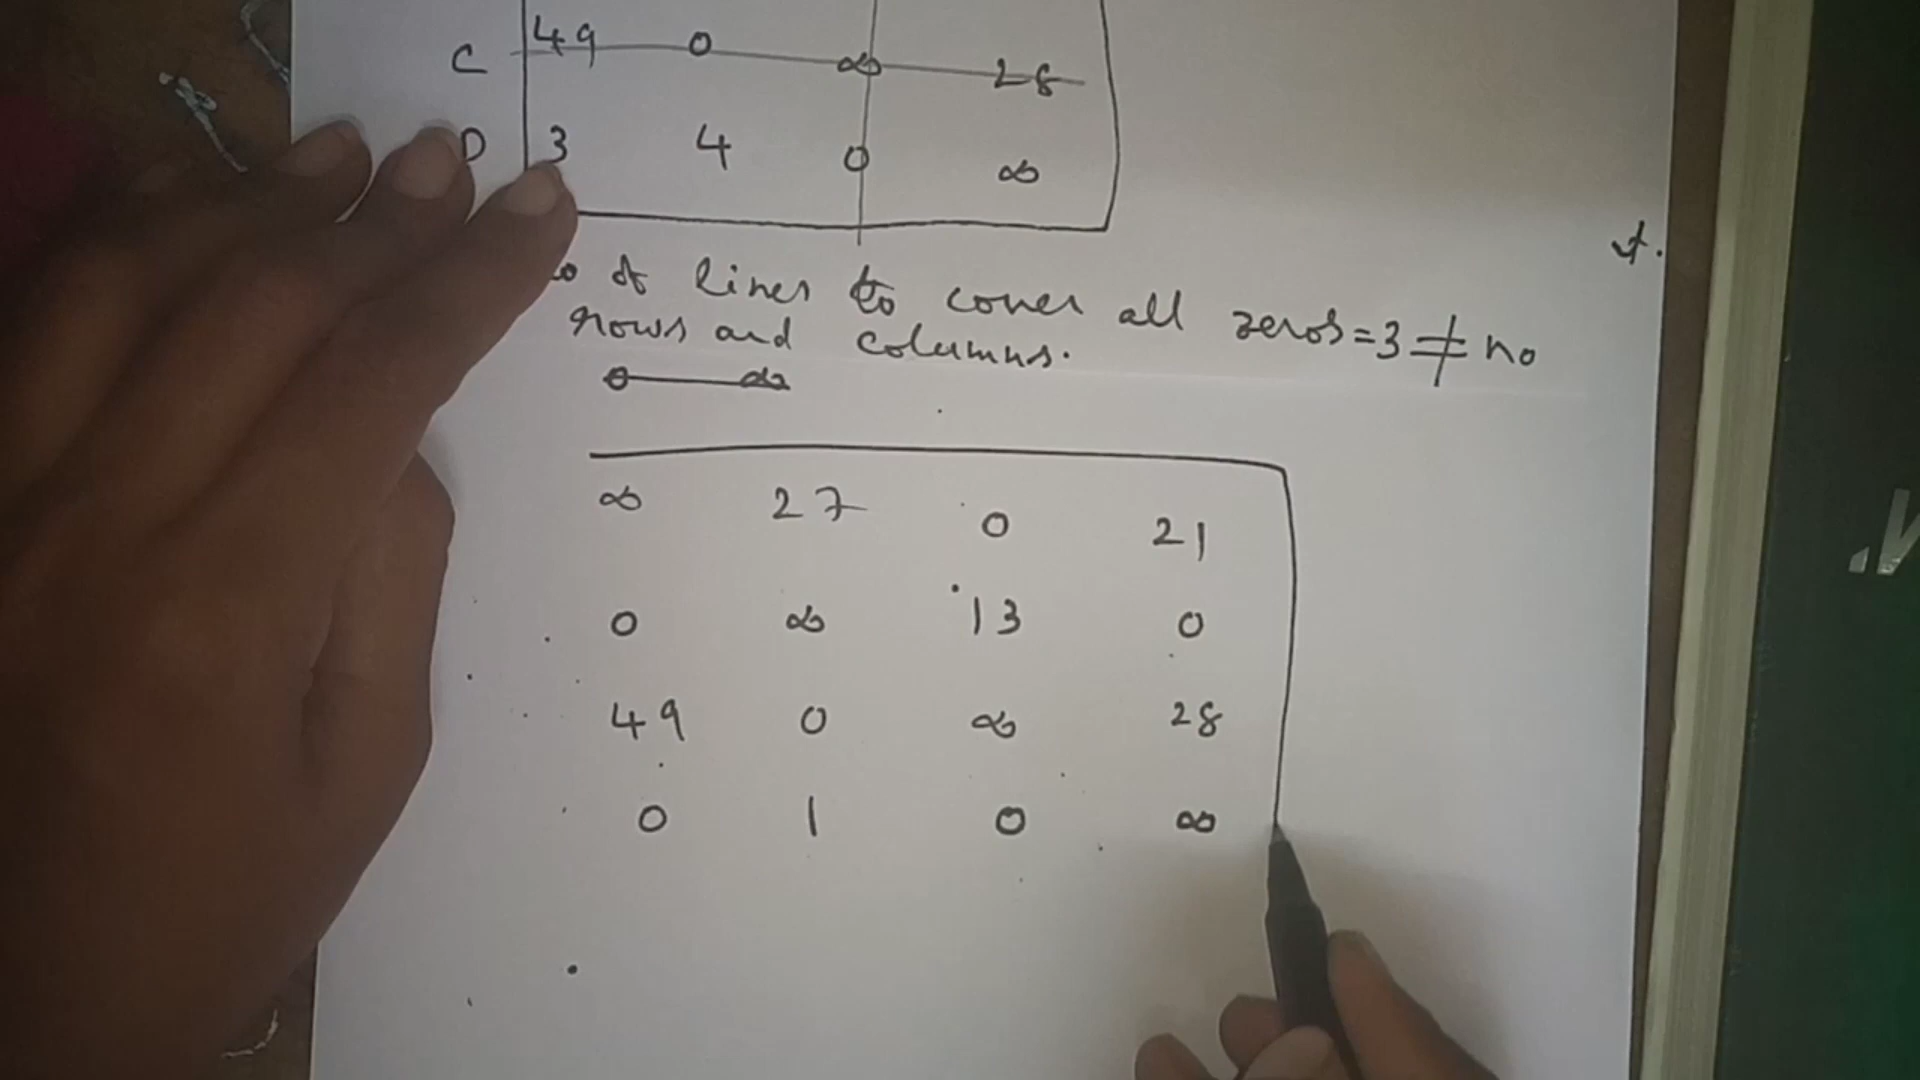 C 49 0 ∞ 28
D 3 4 0 ∞
of lines to cover all zeros = 3 ≠ no
rows and columns.
∞ 27 0 21
0 ∞ 13 0
49 0 ∞ 28
0 1 0 ∞